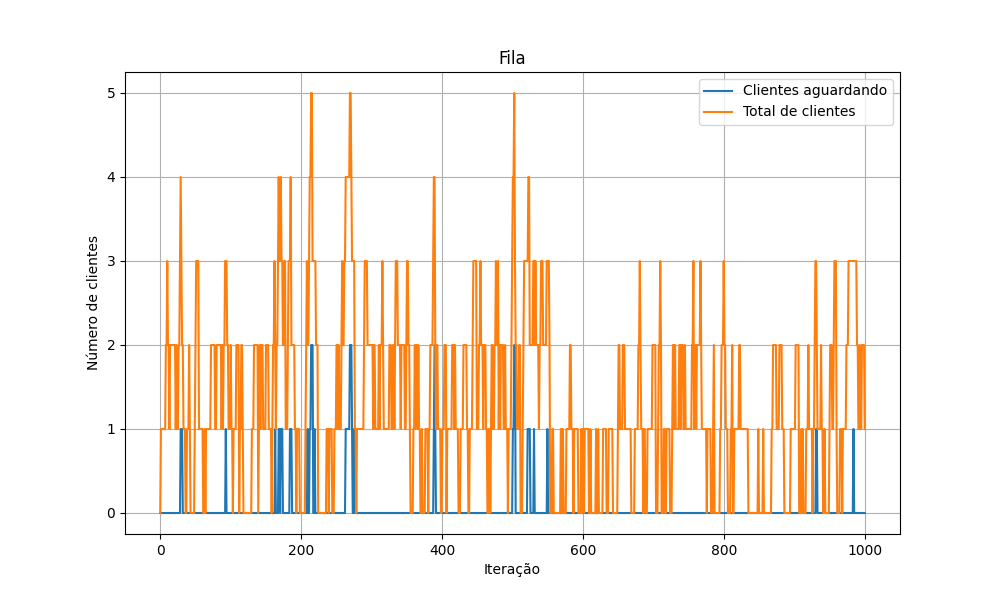 Fila
Clientes aguardando
Total de clientes
Número de clientes
5
4
3
2
1
0
0
200
400
600
800
1000
Iteração